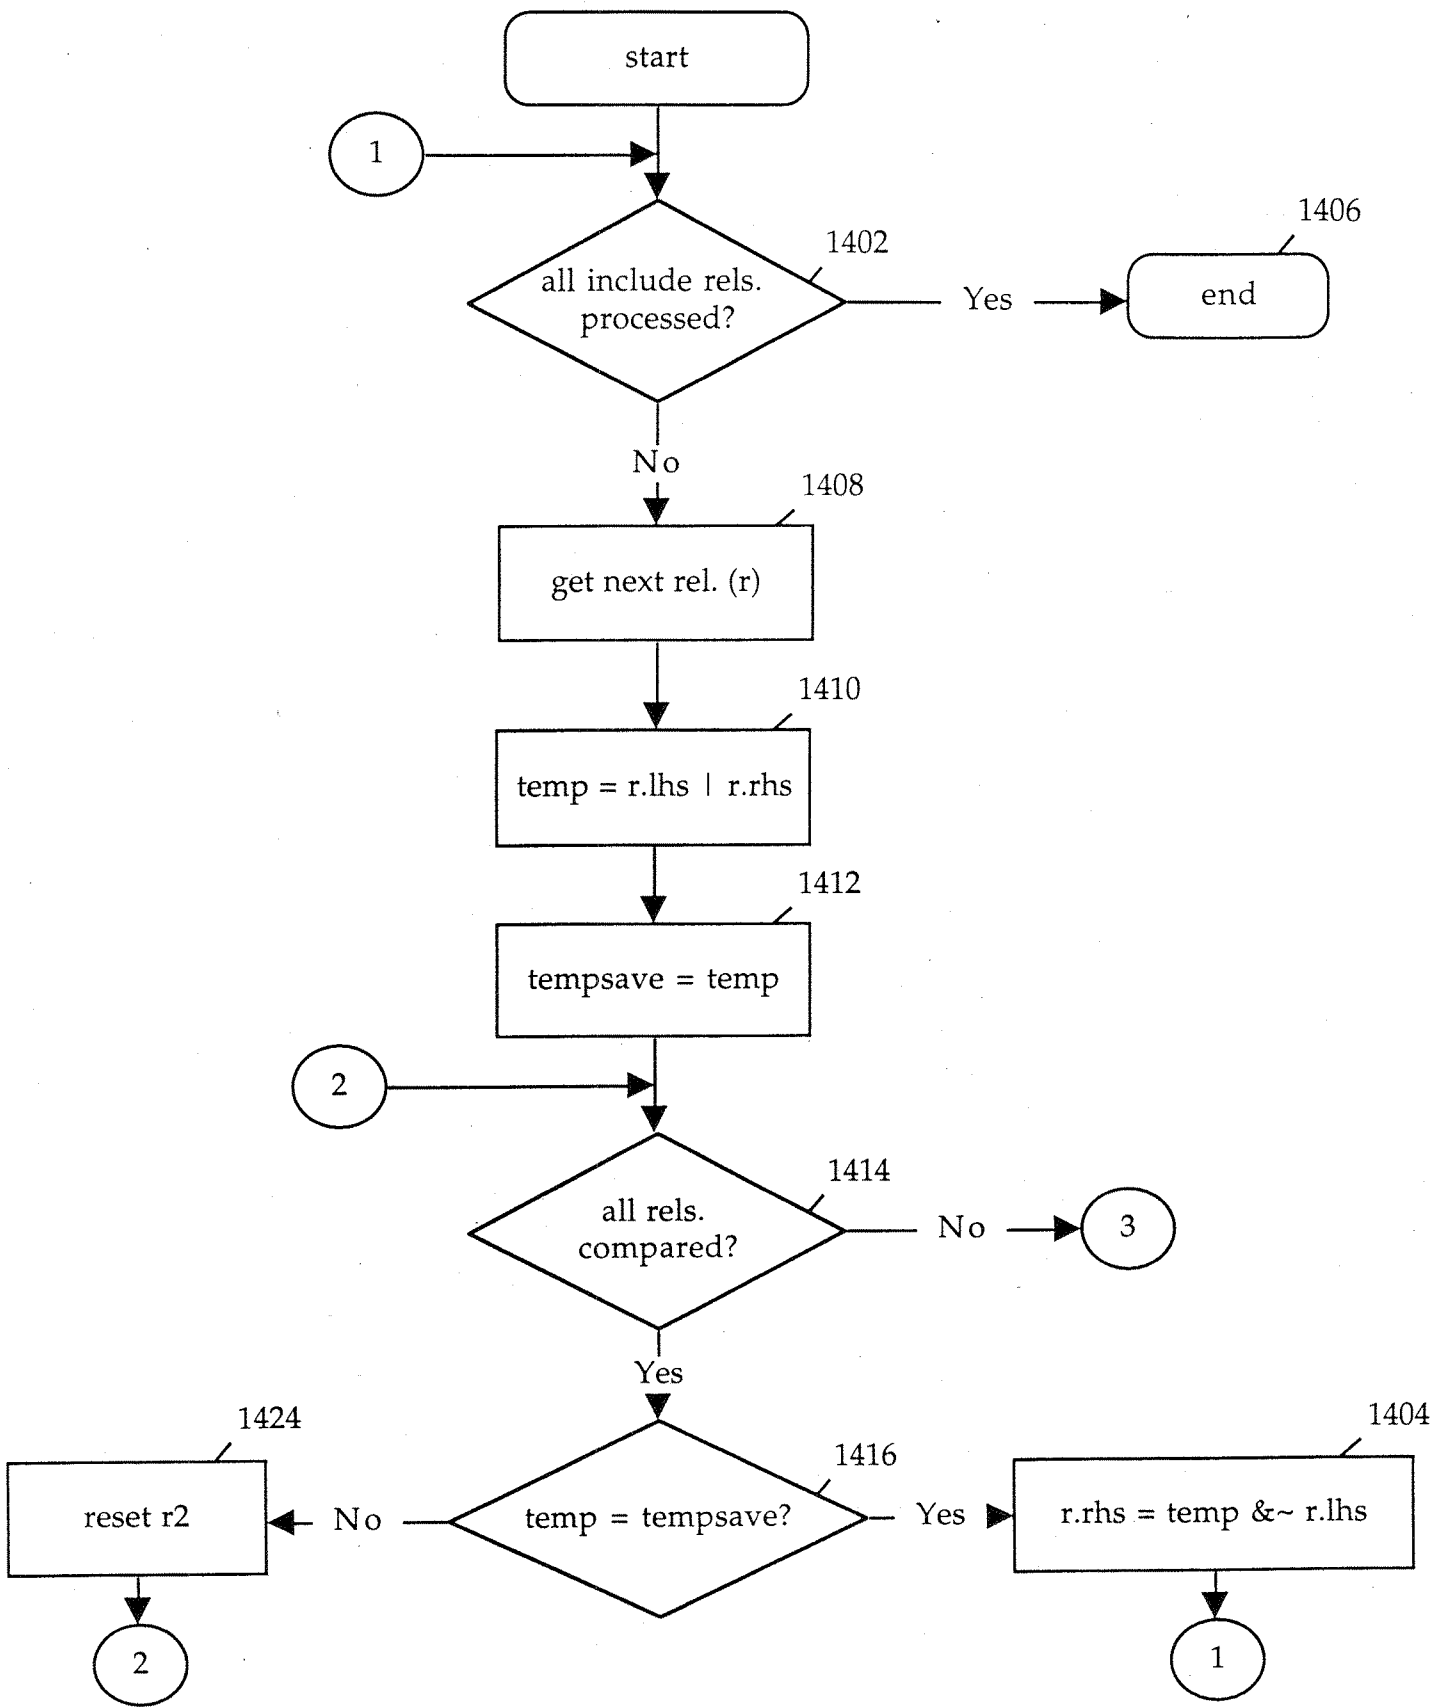 start
1
1402
1406
all include rels.
processed?
Yes
end
No
1408
get next rel. (r)
1410
temp = r.lhs | r.rhs
1412
tempsave = temp
2
1414
all rels.
compared?
No
3
Yes
1424
1416
1404
reset r2
No
temp = tempsave?
Yes
r.rhs = temp &~ r.lhs
2
1